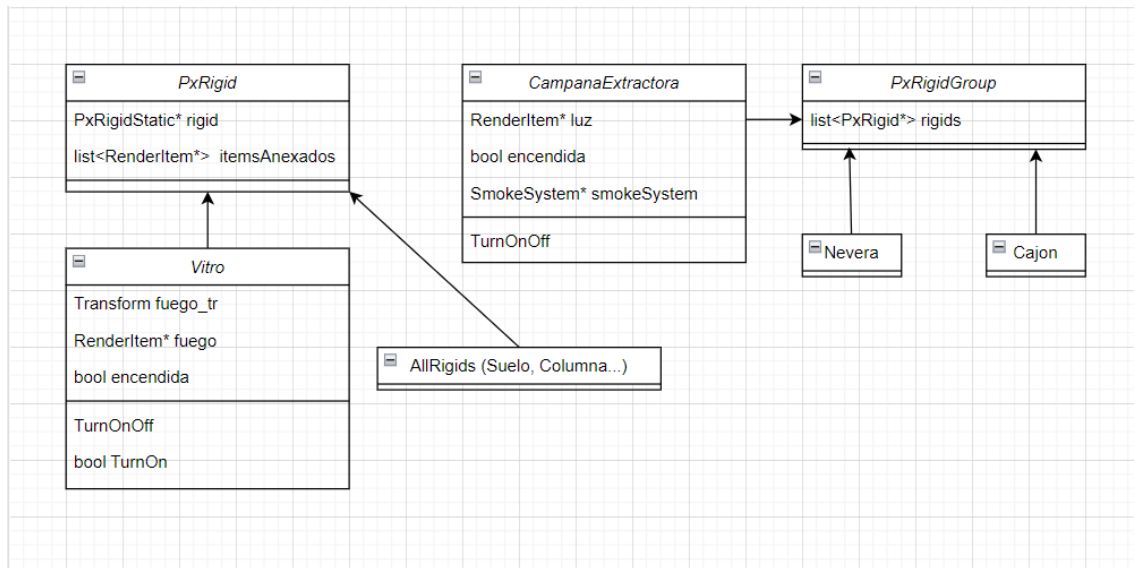 PxRigid
PxRigidStatic* rigid
list<RenderItem*> itemsAnexados
CampanaExtractora
RenderItem* luz
bool encendida
SmokeSystem* smokeSystem
TurnOnOff
PxRigidGroup
list<PxRigid*> rigids
Vitro
Transform fuego_tr
RenderItem* fuego
bool encendida
TurnOnOff
bool TurnOn
Nevera
Cajon
AllRigids (Suelo, Columna...)